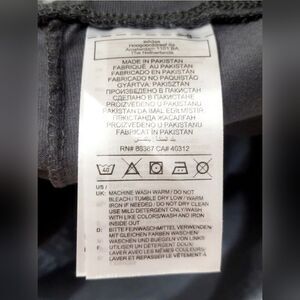 adidas
Hoogoorddreef 9a
Amsterdam 1101 BA
The Netherlands
MADE IN PAKISTAN
FABRIQUÉ AU PAKISTAN
FABRICADO EN PAKISTÁN
FABRICADO NO PAQUISTÃO
GYÁRTVA: PAKISZTÁN
ПРОИЗВЕДЕНО В ПАКИСТАН
СДЕЛАНО В ПАКИСТАНЕ
PROIZVEDENO U PAKISTANU
PAKISTAN'DA İMAL EDİLMİŞTİR
ПӘКІСТАНДА ЖАСАЛҒАН
PROIZVEDENO U PAKISTANU
FABRICAT IN PAKISTAN
RN# 88387 CA# 40312
40
US /
UK: MACHINE WASH WARM / DO NOT
BLEACH / TUMBLE DRY LOW / WARM
IRON IF NEEDED / DO NOT DRY CLEAN
USE MILD DETERGENT ONLY / WASH
WITH LIKE COLORS / WASH AND IRON
INSIDE OUT
D: BITTE FEINWASCHMITTEL VERWENDEN
MIT GLEICHEN FARBEN WASCHEN
WASCHEN UND BUEGELN VON LINKS
F: UTILISER UN DETERGENT DOUX
LAVER AVEC COULEURS SIMILAIRES
LAVER ET REPASSER LE VÊTEMENT À